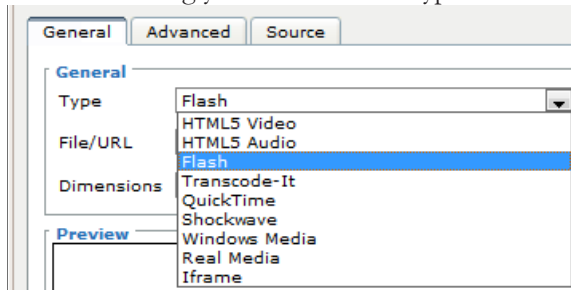 General Advanced Source
General
Type Flash
HTML5 Video
File/URL HTML5 Audio
Flash
Dimensions Transcode-It
QuickTime
Shockwave
Preview Windows Media
Real Media
Iframe